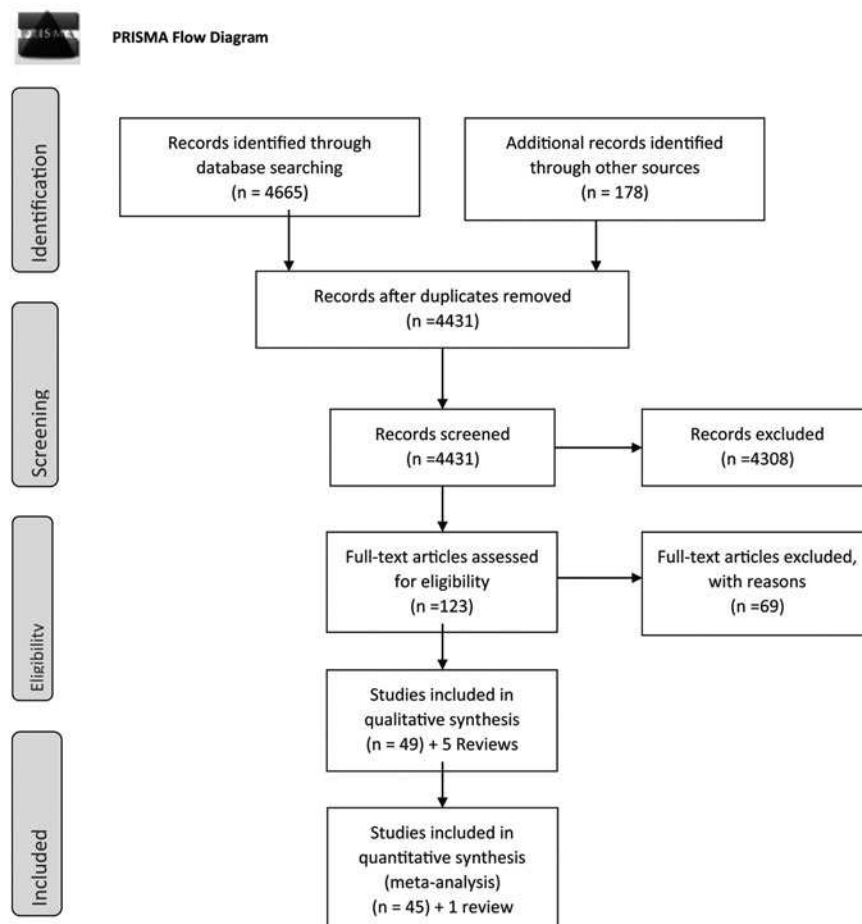 PRISMA
PRISMA Flow Diagram
Identification
Records identified through
database searching
(n = 4665)
Additional records identified
through other sources
(n = 178)
Records after duplicates removed
(n =4431)
Screening
Records screened
(n =4431)
Records excluded
(n =4308)
Eligibility
Full-text articles assessed
for eligibility
(n =123)
Full-text articles excluded,
with reasons
(n =69)
Studies included in
qualitative synthesis
(n = 49) + 5 Reviews
Included
Studies included in
quantitative synthesis
(meta-analysis)
(n = 45) + 1 review